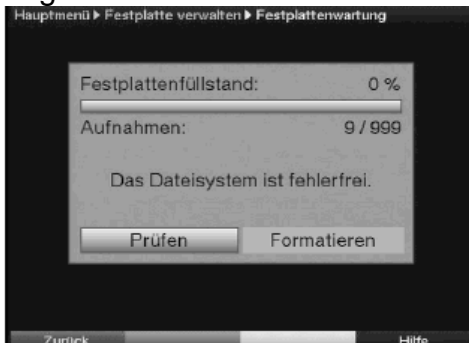 Hauptmenü ▶ Festplatte verwalten ▶ Festplattenwartung
Festplattenfüllstand: 0 %
Aufnahmen: 9 / 999
Das Dateisystem ist fehlerfrei.
Prüfen Formatieren
Zurück Hilfe